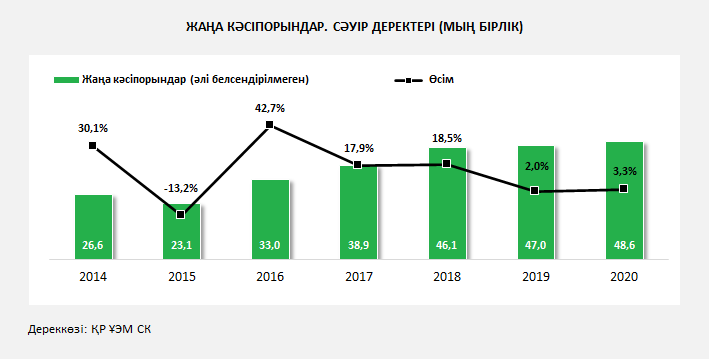 ЖАҢА КӘСІПОРЫНДАР. СӘУІР ДЕРЕКТЕРІ (МЫҢ БІРЛІК)
Жаңа кәсіпорындар (әлі белсендірілмеген) Өсім
30,1% -13,2% 42,7% 17,9% 18,5% 2,0% 3,3%
26,6 23,1 33,0 38,9 46,1 47,0 48,6
2014 2015 2016 2017 2018 2019 2020
Дереккөзі: ҚР ҰЭМ СК